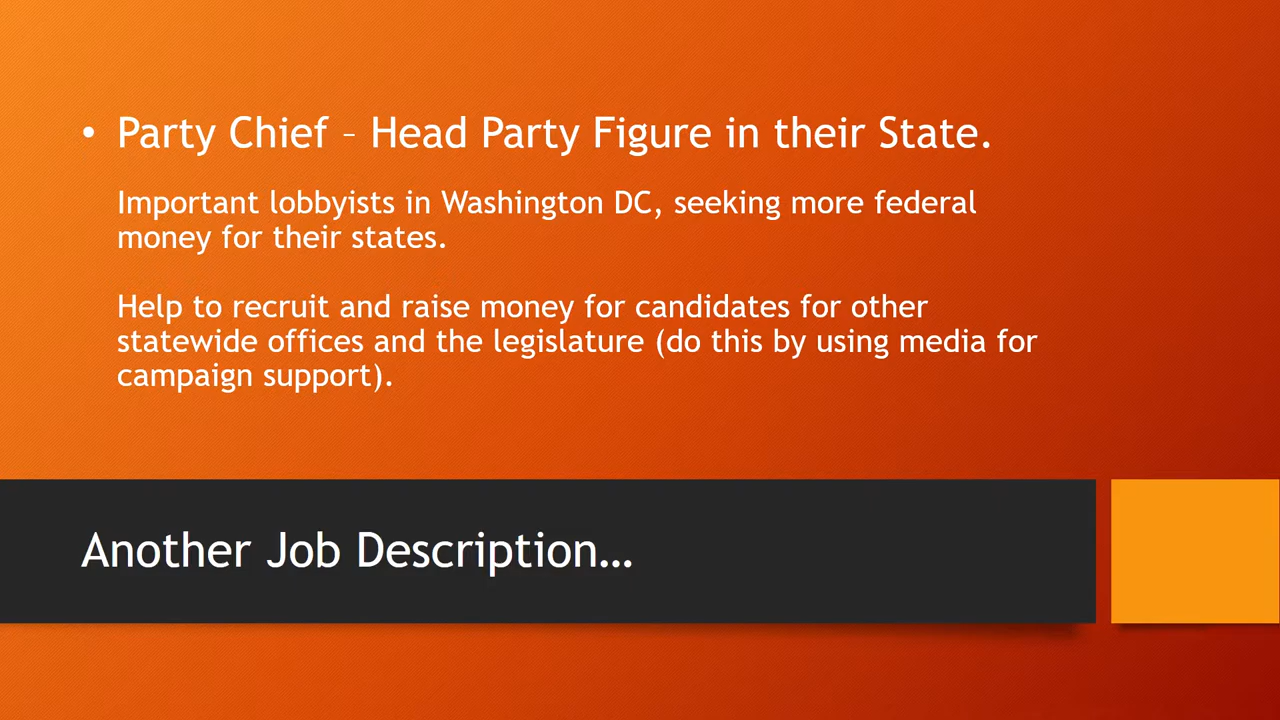 • Party Chief – Head Party Figure in their State.
Important lobbyists in Washington DC, seeking more federal
money for their states.
Help to recruit and raise money for candidates for other
statewide offices and the legislature (do this by using media for
campaign support).
Another Job Description…